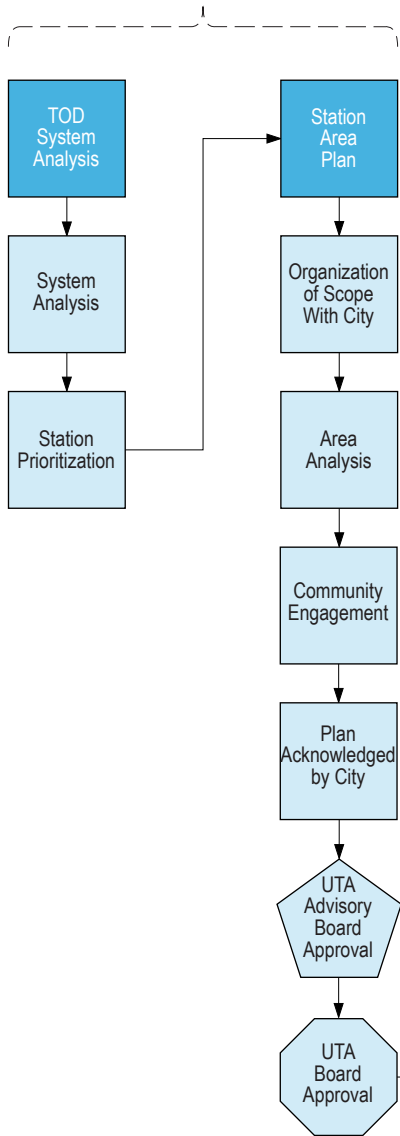 TOD
System
Analysis
System
Analysis
Station
Prioritization
Station
Area
Plan
Organization
of Scope
With City
Area
Analysis
Community
Engagement
Plan
Acknowledged
by City
UTA
Advisory
Board
Approval
UTA
Board
Approval